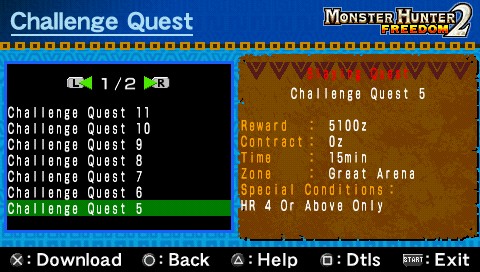 Challenge Quest
MONSTER HUNTER
FREEDOM 2
L 1/2 R
Challenge Quest 11
Challenge Quest 10
Challenge Quest 9
Challenge Quest 8
Challenge Quest 7
Challenge Quest 6
Challenge Quest 5
Challenge Quest 5
Reward : 5100z
Contract: 0z
Time : 15min
Zone : Great Arena
Special Conditions:
HR 4 Or Above Only
:Download :Back :Help :Dtls START:Exit